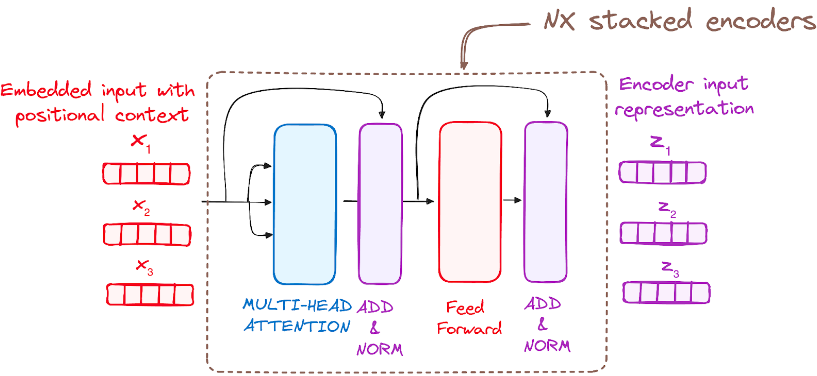 NX stacked encoders
Embedded input with
positional context
x1
x2
x3
MULTI-HEAD
ATTENTION
ADD
&
NORM
Feed
Forward
ADD
&
NORM
Encoder input
representation
z1
z2
z3